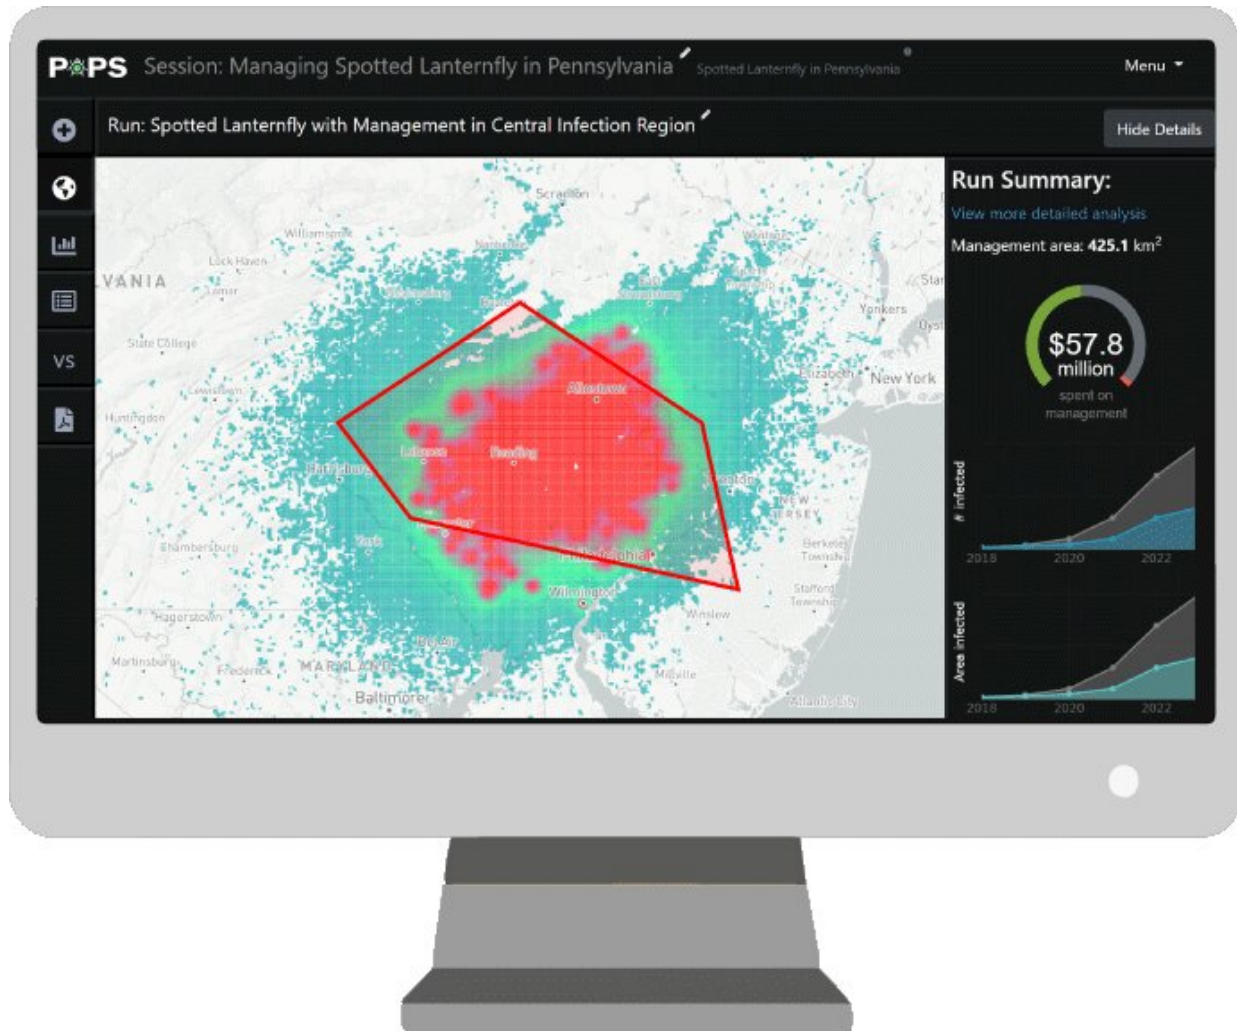 POPS Session: Managing Spotted Lanternfly in Pennsylvania Spotted Lanternfly in Pennsylvania Menu
Run: Spotted Lanternfly with Management in Central Infection Region Hide Details
VS
Scranton
Williamsport
Lock Haven
VANIA
Yonkers
State College
Elizabeth
New York
Allentown
Lewistown
Huntingdon
Lebanon
Reading
Harrisburg
NEW
JERSEY
York
Chambersburg
Philadelphia
Berkeley
Township
Wilmington
Stafford
Township
Winslow
Hagerstown
Bel Air
Martinsburg
Frederick
MARYLAND
Millville
Baltimore
Atlantic City
Run Summary:
View more detailed analysis
Management area: 425.1 km²
$57.8
million
spent on
management
# infected
2018 2020 2022
Area infected
2018 2020 2022